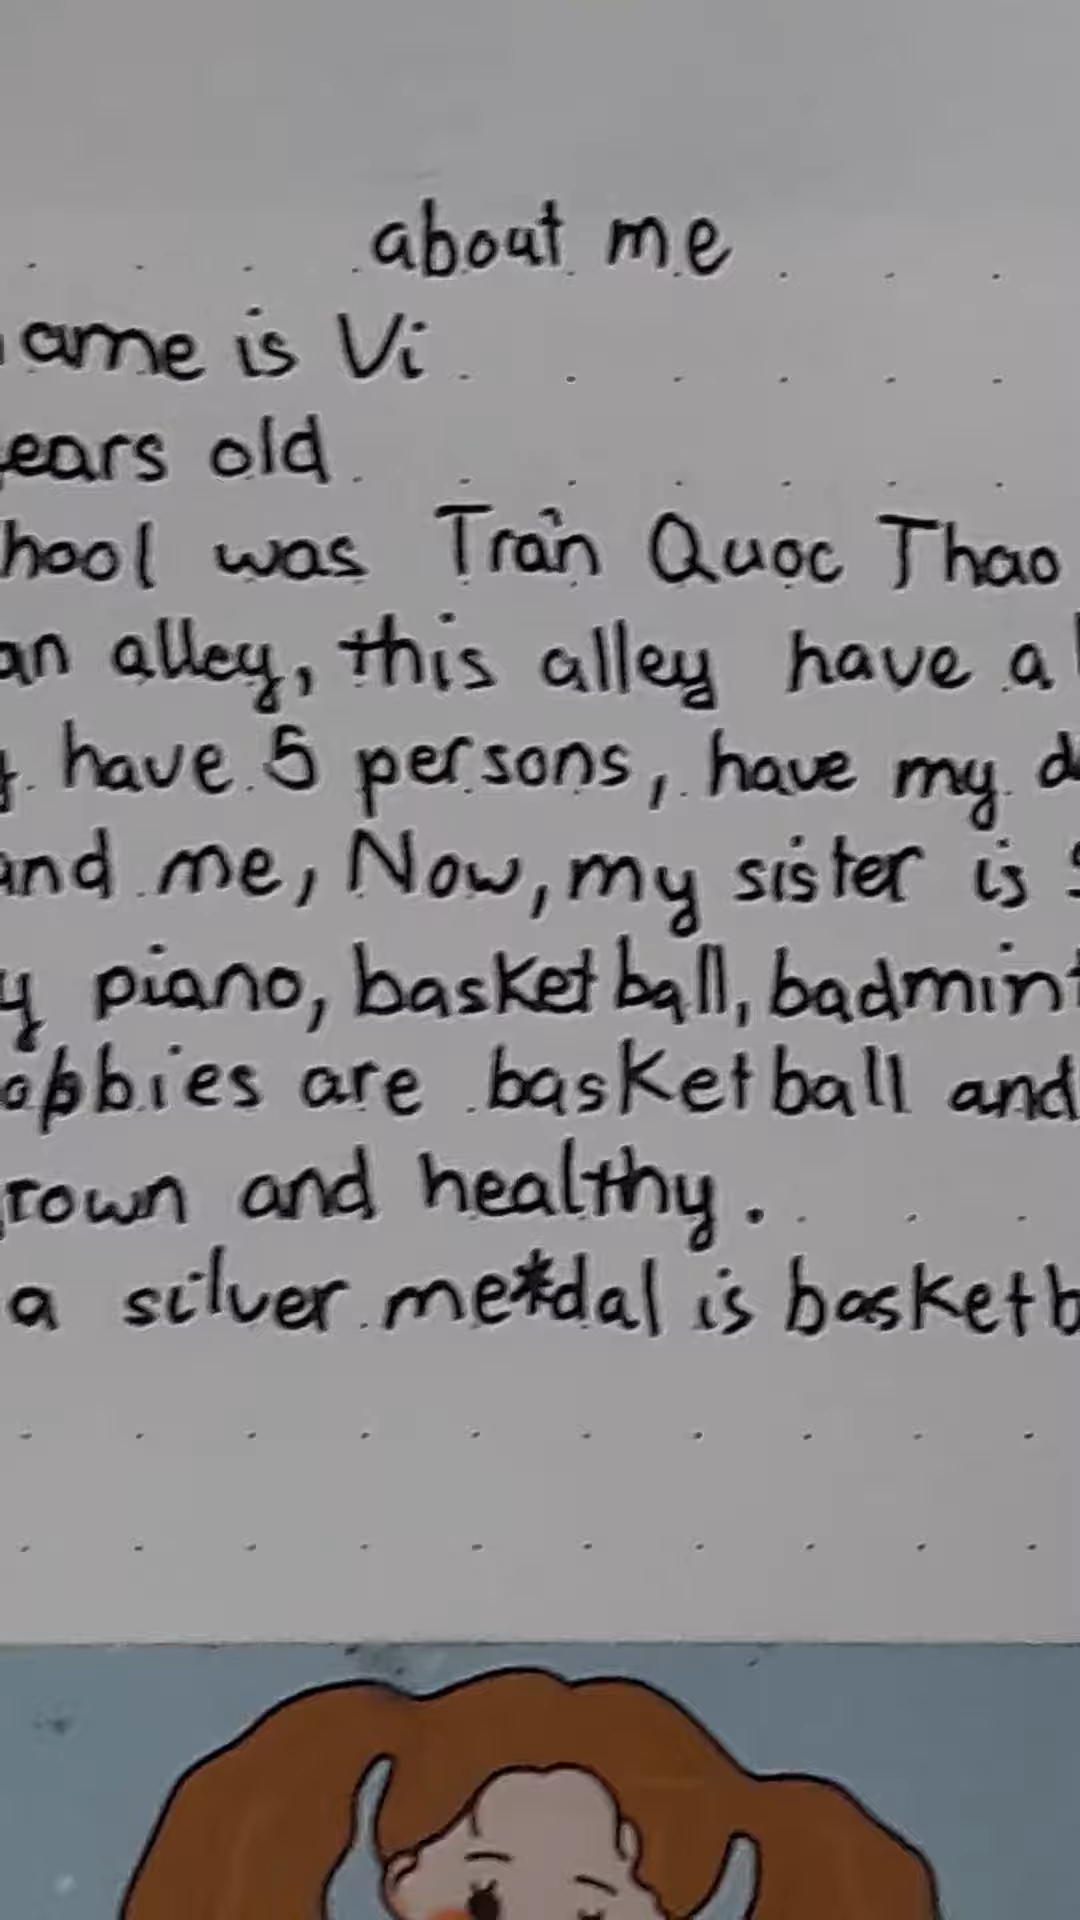 about me
ame is Vi
ears old
hool was Trần Quoc Thao
an alley, this alley have a
y have 5 persons, have my d
and me, Now, my sister is
y piano, basketball, badmint
obbies are basketball and
rown and healthy.
a silver medal is basketb